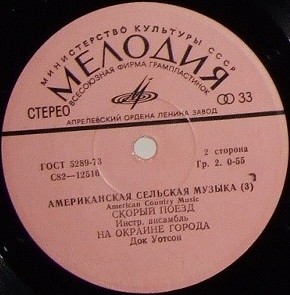 МИНИСТЕРСТВО КУЛЬТУРЫ СССР
МЕЛОДИЯ
ВСЕСОЮЗНАЯ ФИРМА ГРАМПЛАСТИНОК
СТЕРЕО 33
АПРЕЛЕВСКИЙ ОРДЕНА ЛЕНИНА ЗАВОД
ГОСТ 5289-73 2 сторона
С82—12516 Гр. 2. 0-55
АМЕРИКАНСКАЯ СЕЛЬСКАЯ МУЗЫКА (3)
American Country Music
СКОРЫЙ ПОЕЗД
Инстр. ансамбль
НА ОКРАИНЕ ГОРОДА
Док Уотсон